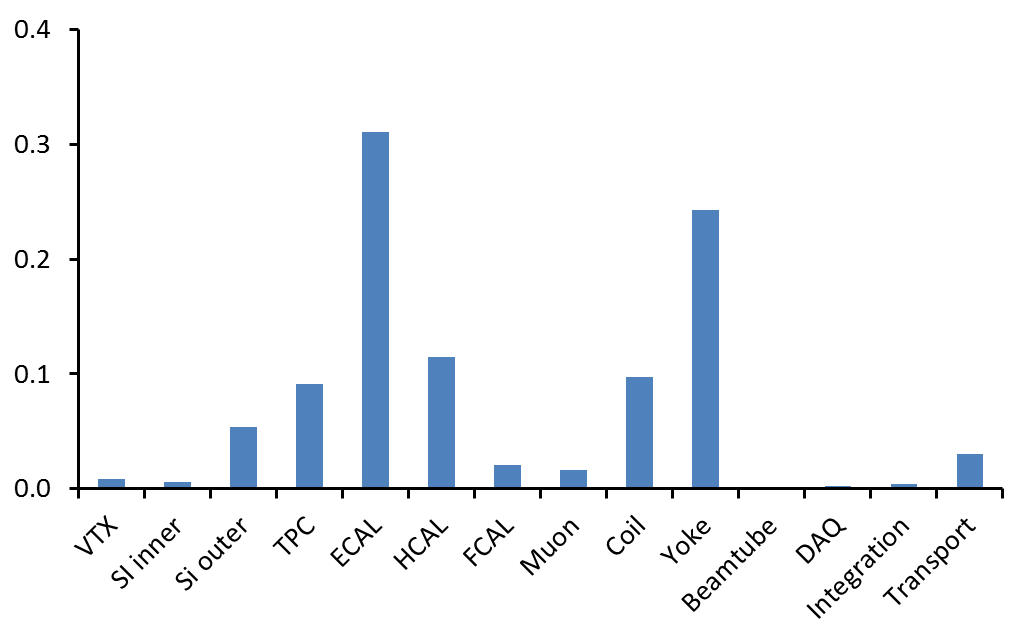 0.4
0.3
0.2
0.1
0.0
VTX
SI inner
Si outer
TPC
ECAL
HCAL
FCAL
Muon
Coil
Yoke
Beamtube
DAQ
Integration
Transport